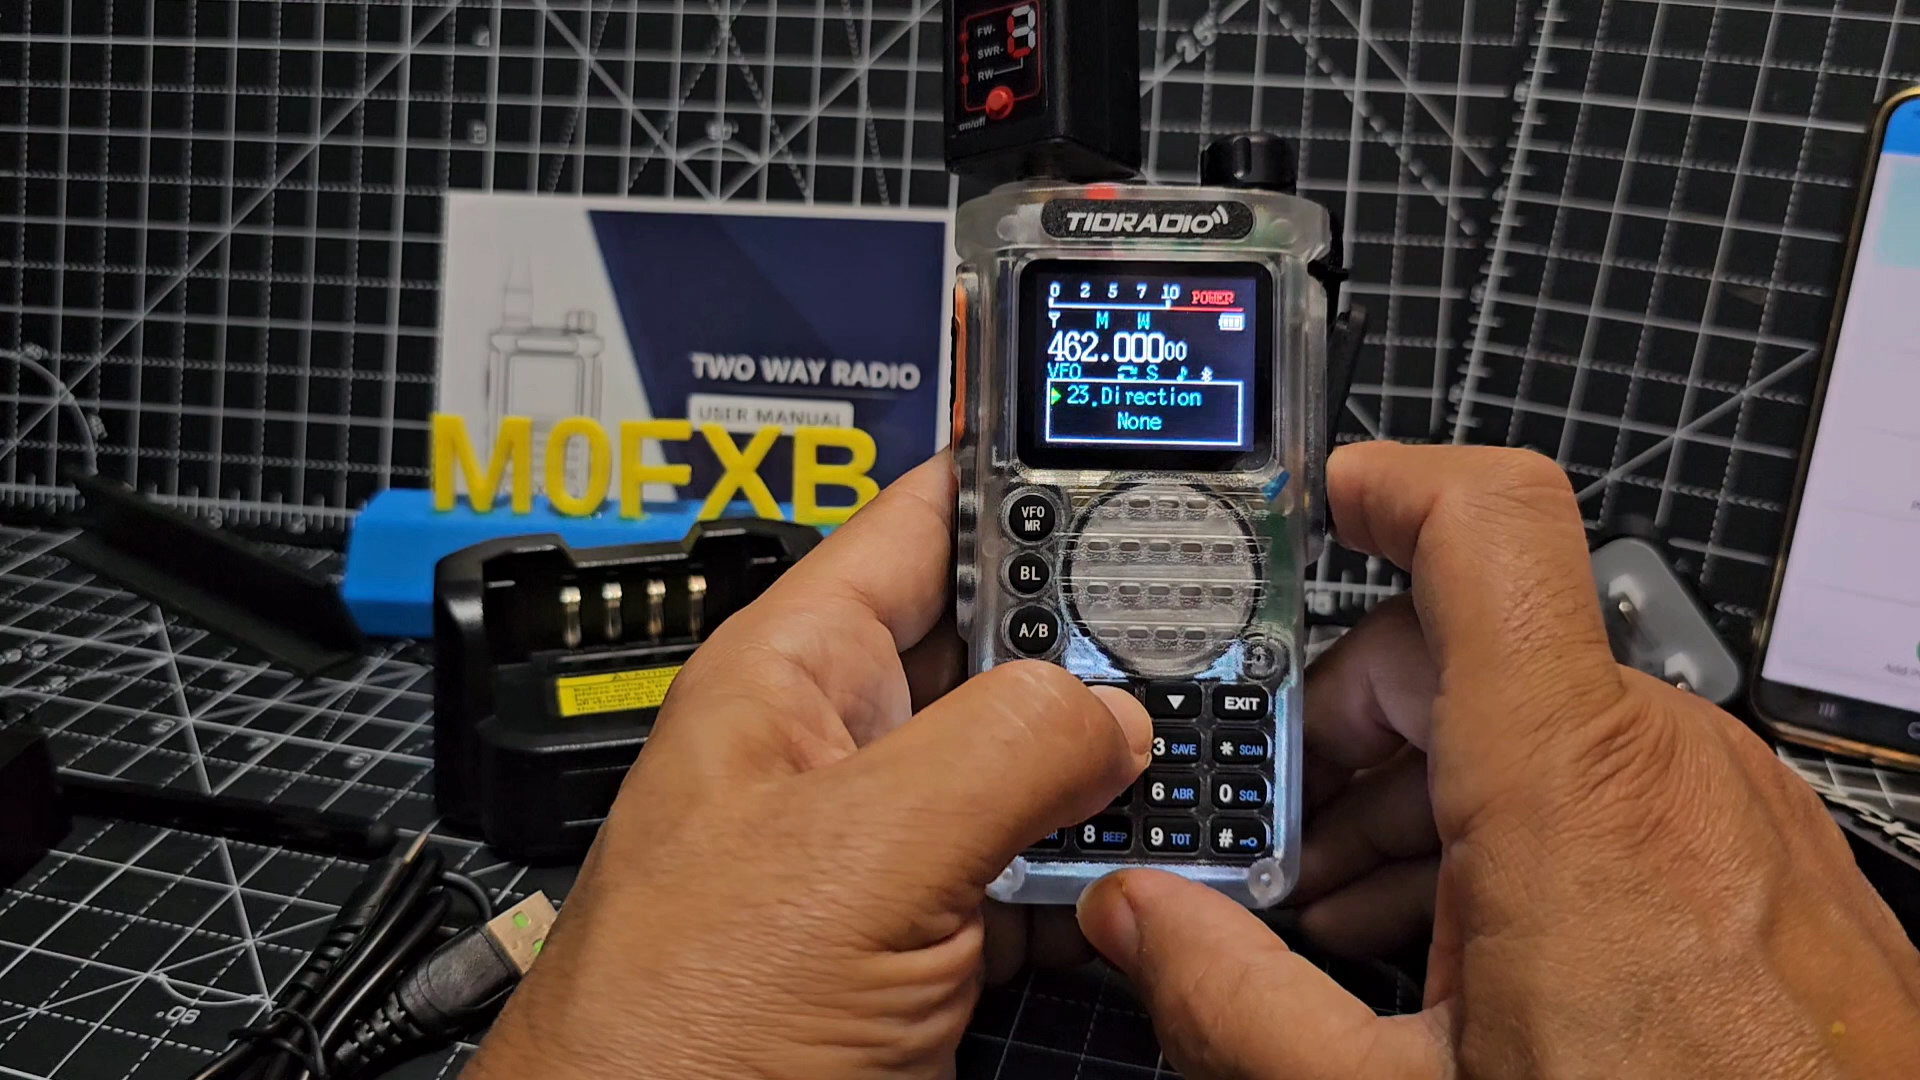 FW-
SWR-
RW
8
on/off
TIDRADIO
0 2 5 7 10 POWER
M W
462.00000
VFO S
23.Direction
None
TWO WAY RADIO
USER MANUAL
M0FXB
VFO
MR
BL
A/B
EXIT
3 SAVE
* SCAN
6 ABR
0 SQL
8 BEEP
9 TOT
#